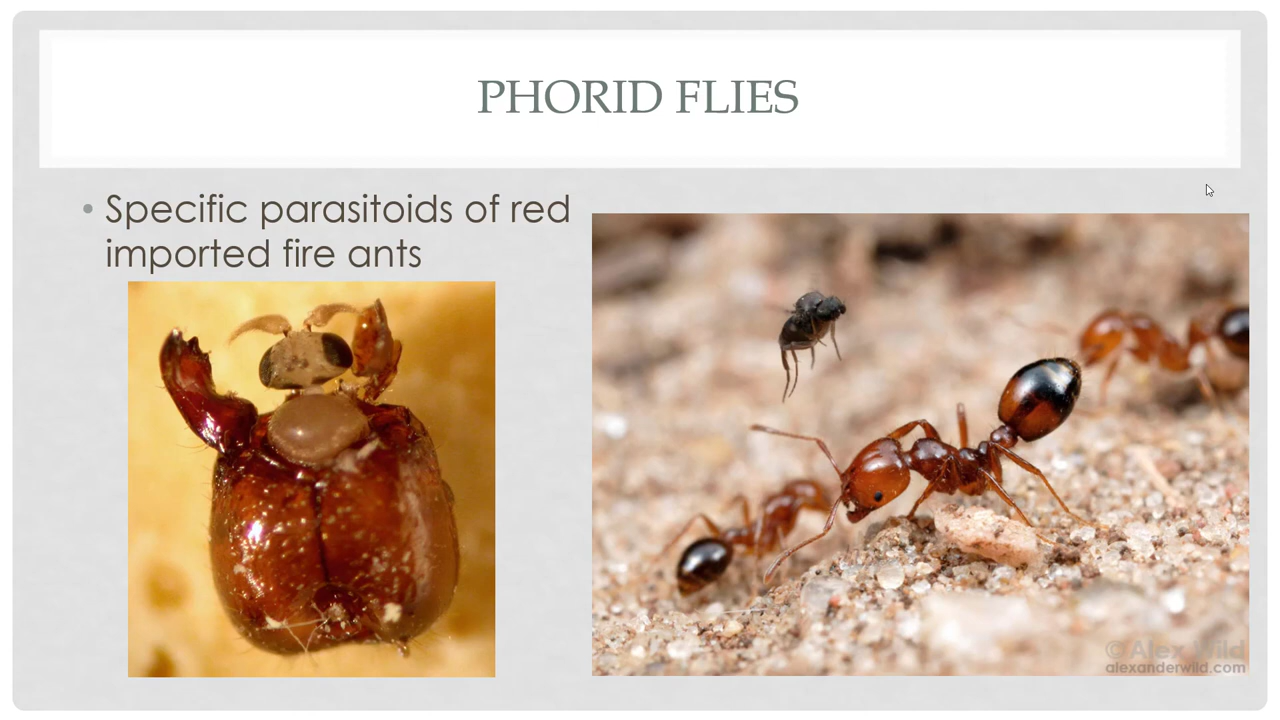 PHORID FLIES
• Specific parasitoids of red
imported fire ants
© Alex Wild
alexanderwild.com